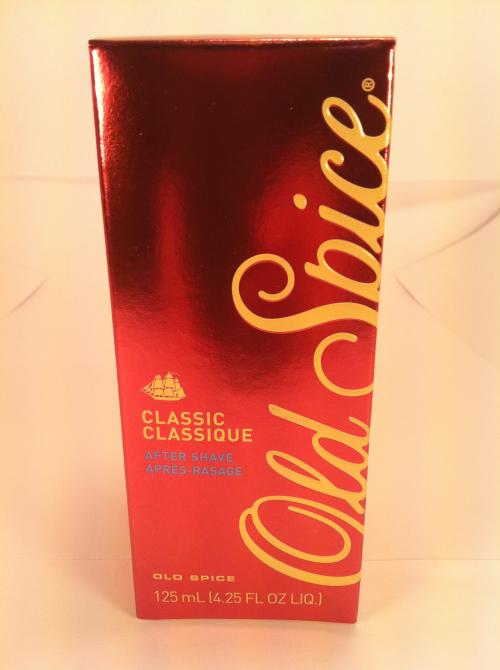 Old Spice®
CLASSIC
CLASSIQUE
AFTER SHAVE
APRÈS-RASAGE
OLD SPICE
125 mL (4.25 FL OZ LIQ.)